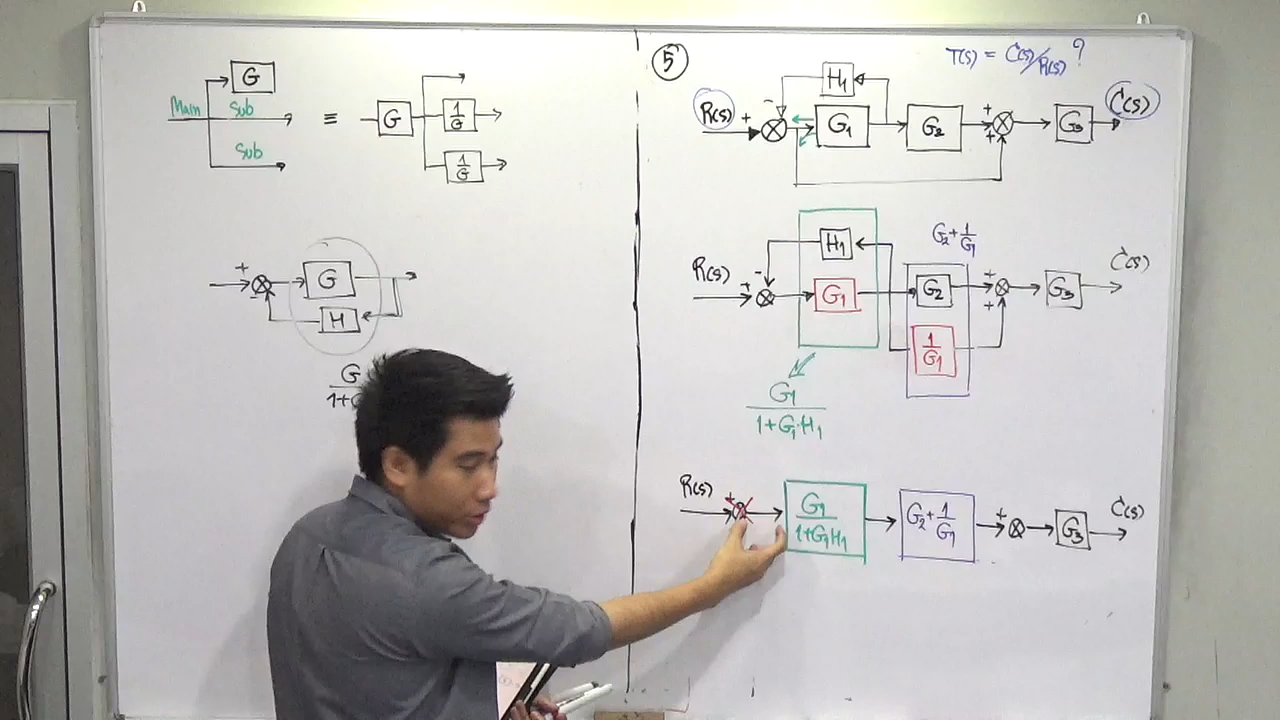 G
Main
Sub
Sub
≡
G
1/G
1/G
+
-
G
H
G
1+G
5
T(s) = C(s)/R(s) ?
H1
R(s) + -
G1
G2
+
+
G3
C(s)
G2+1/G1
H1
R(s) + -
G1
G2
+
+
G3
C(s)
1/G1
G1
1+G1H1
R(s) +
G1
1+G1H1
G2+1/G1
+
G3
C(s)